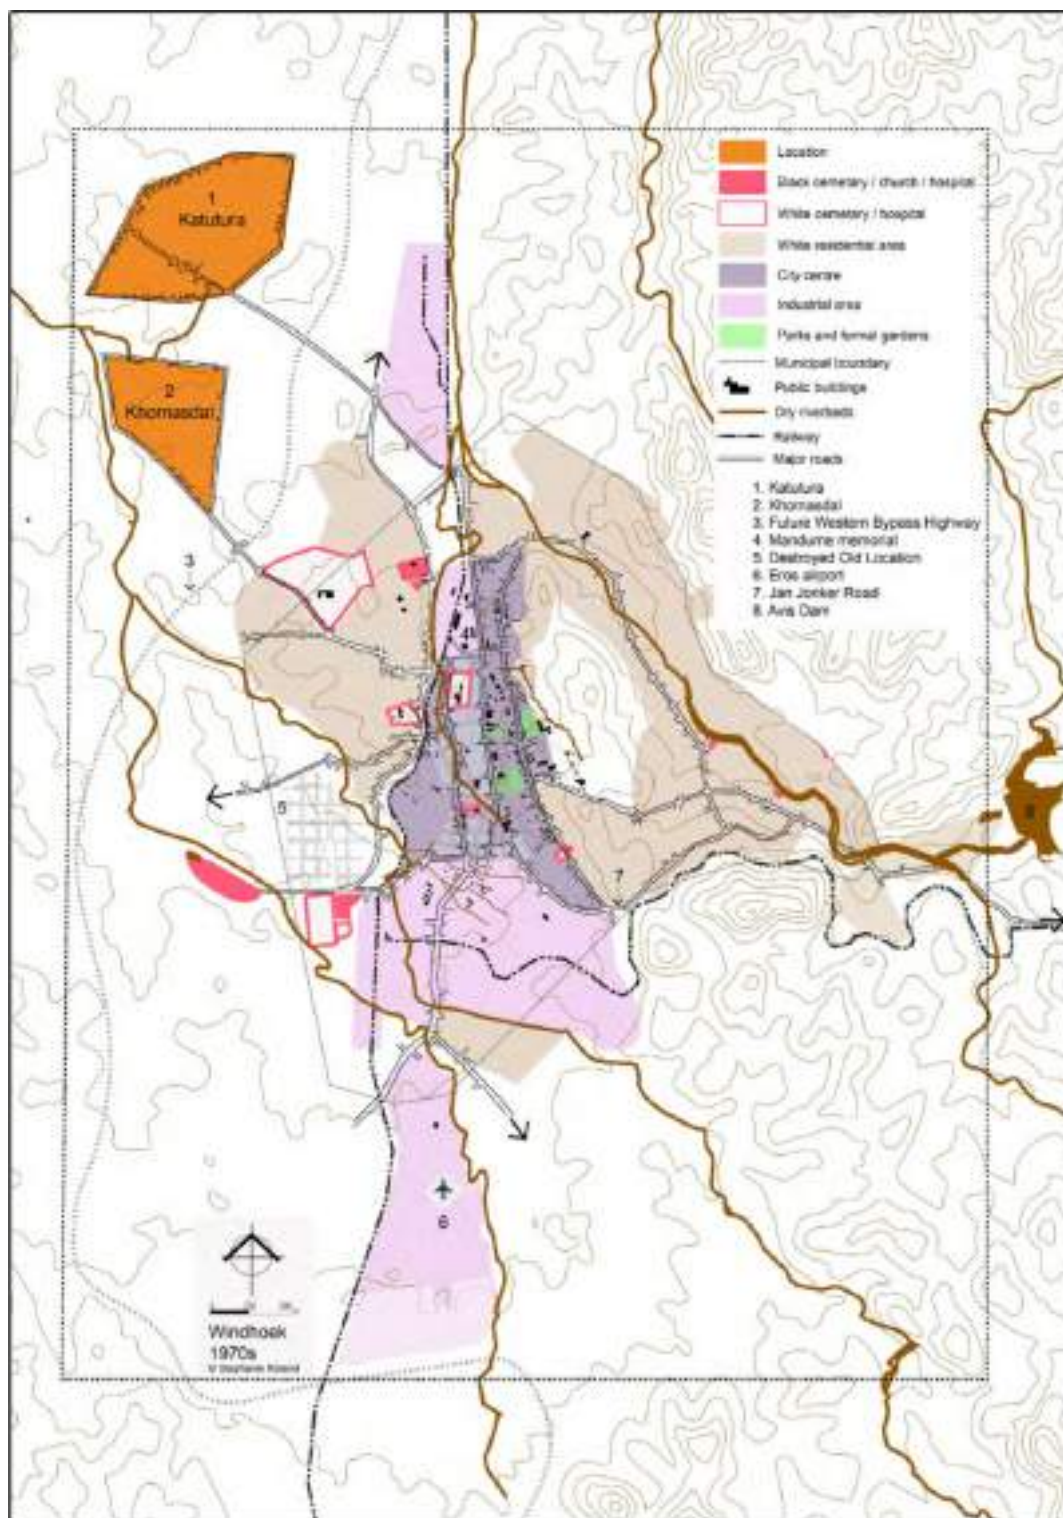 1
Katutura
2
Khomasdal
3
4
5
7
8
6
Location
Black cemetery / church / hospital
White cemetery / hospital
White residential area
City centre
Industrial area
Parks and formal gardens
Municipal boundary
Public buildings
Dry riverbeds
Railway
Major roads
1. Katutura
2. Khomasdal
3. Future Western Bypass Highway
4. Mandume memorial
5. Destroyed Old Location
6. Eros airport
7. Jan Jonker Road
8. Avis Dam
Windhoek
1970s